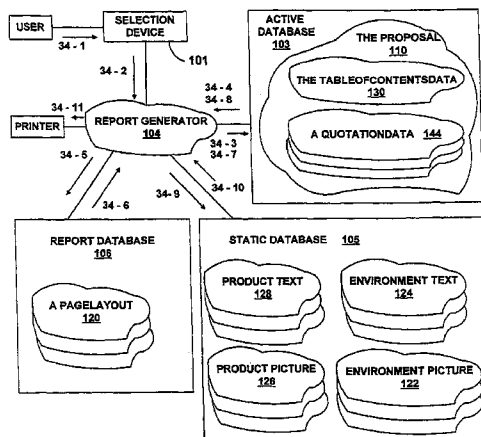 USER
34 - 1
SELECTION
DEVICE
101
34 - 2
34 - 11
PRINTER
REPORT GENERATOR
104
34 - 4
34 - 8
34 - 3
34 - 7
34 - 5
34 - 6
34 - 9
34 - 10
ACTIVE
DATABASE
103
THE PROPOSAL
110
THE TABLEOFCONTENTSDATA
130
A QUOTATIONDATA 144
REPORT DATABASE
106
A PAGELAYOUT
120
STATIC DATABASE 105
PRODUCT TEXT
128
ENVIRONMENT TEXT
124
PRODUCT PICTURE
126
ENVIRONMENT PICTURE
122